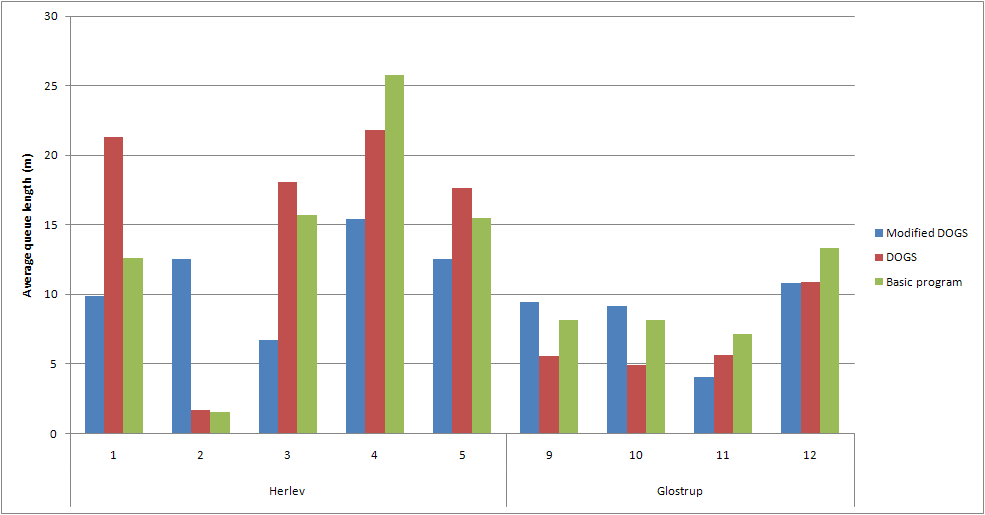 30
25
20
15
10
5
0
Average queue length (m)
1 2 3 4 5 9 10 11 12
Herlev Glostrup
Modified DOGS
DOGS
Basic program